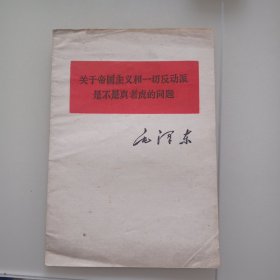 关于帝国主义和一切反动派
是不是真老虎的问题
毛泽东